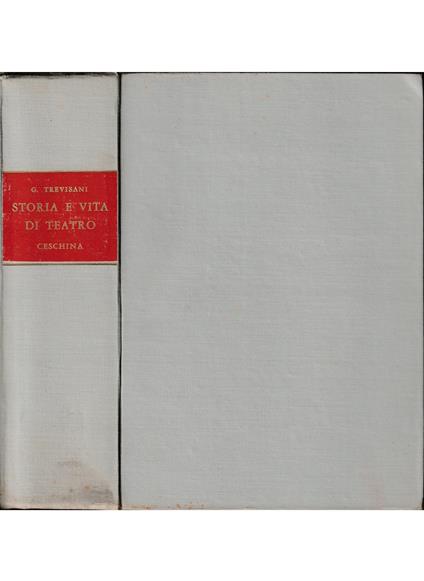 G. TREVISANI
STORIA E VITA
DI TEATRO
CESCHINA